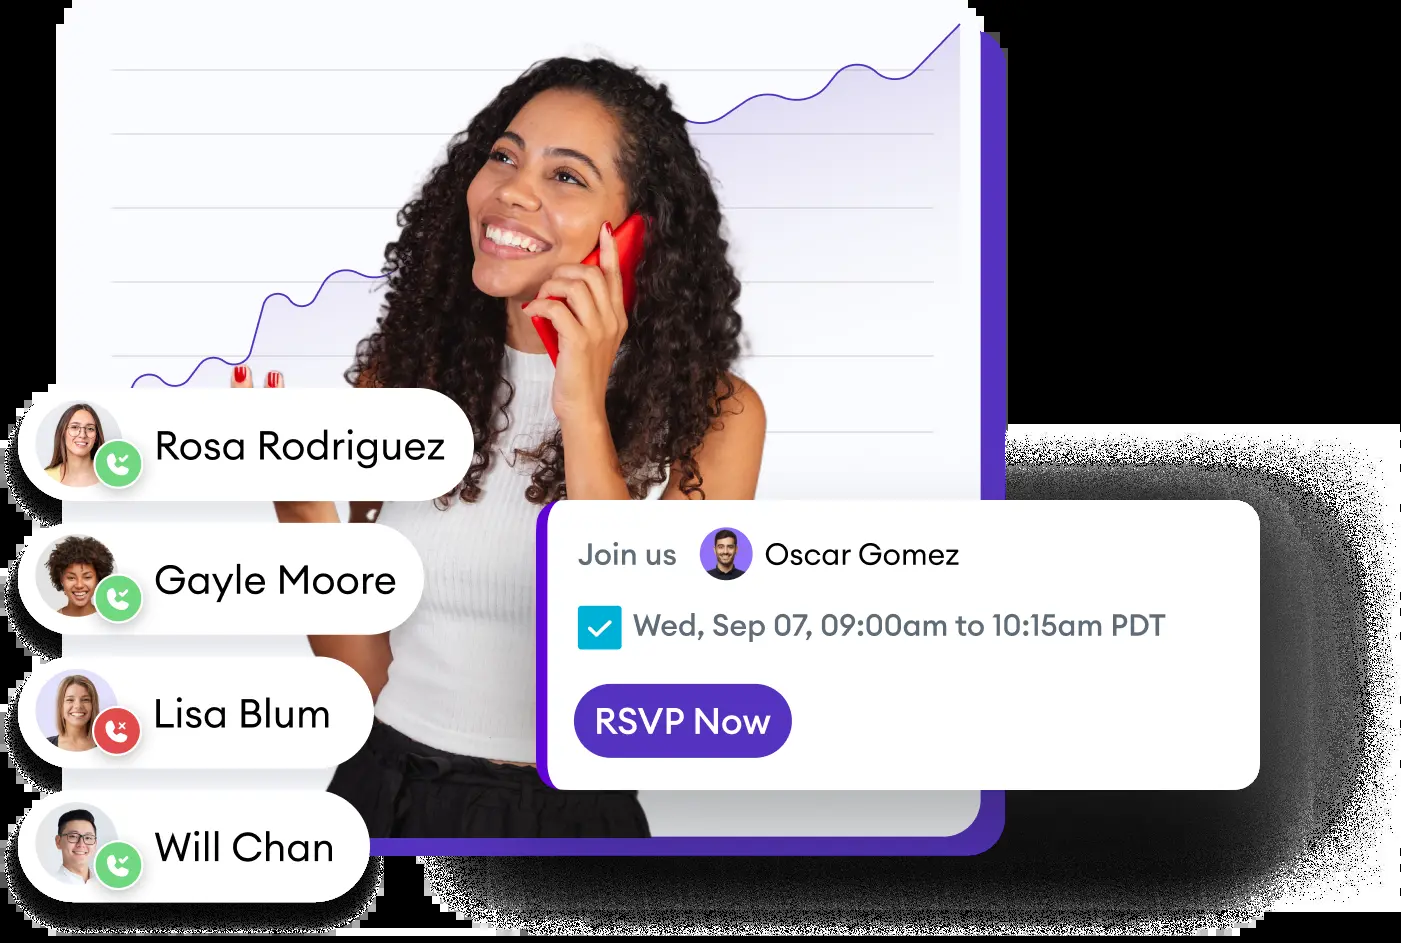 Rosa Rodriguez
Gayle Moore
Lisa Blum
Will Chan
Join us Oscar Gomez
Wed, Sep 07, 09:00am to 10:15am PDT
RSVP Now